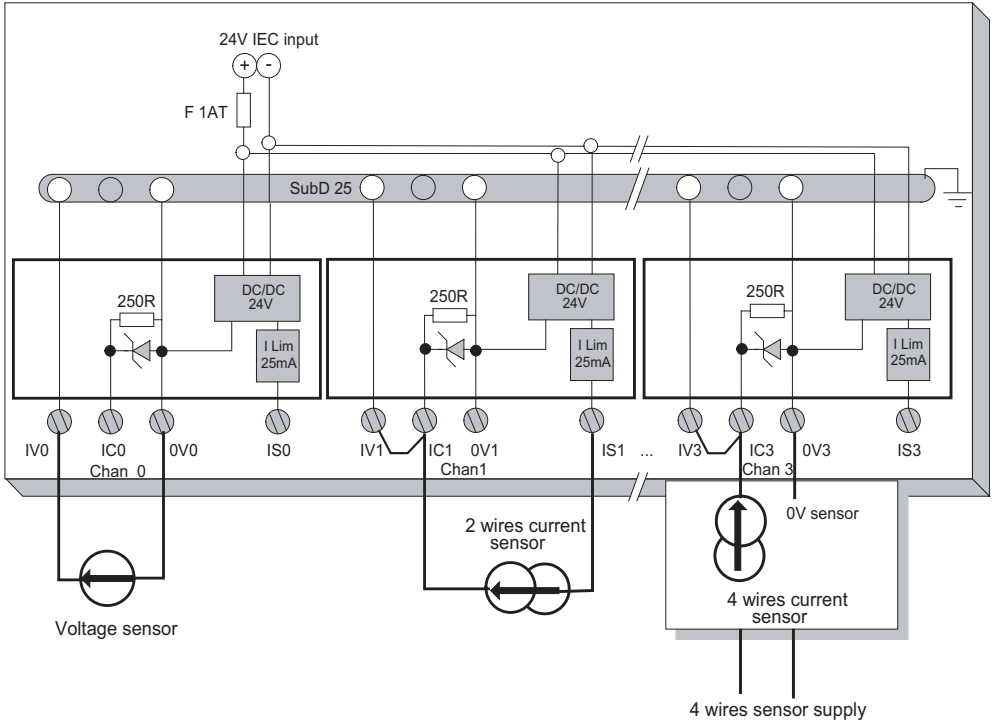 24V IEC input
+ -
F 1AT
SubD 25
250R
DC/DC
24V
I Lim
25mA
250R
DC/DC
24V
I Lim
25mA
250R
DC/DC
24V
I Lim
25mA
IV0 IC0 0V0 IS0
Chan 0
IV1 IC1 0V1 IS1 ...
Chan1
IV3 IC3 0V3 IS3
Chan 3
Voltage sensor
2 wires current
sensor
0V sensor
4 wires current
sensor
4 wires sensor supply